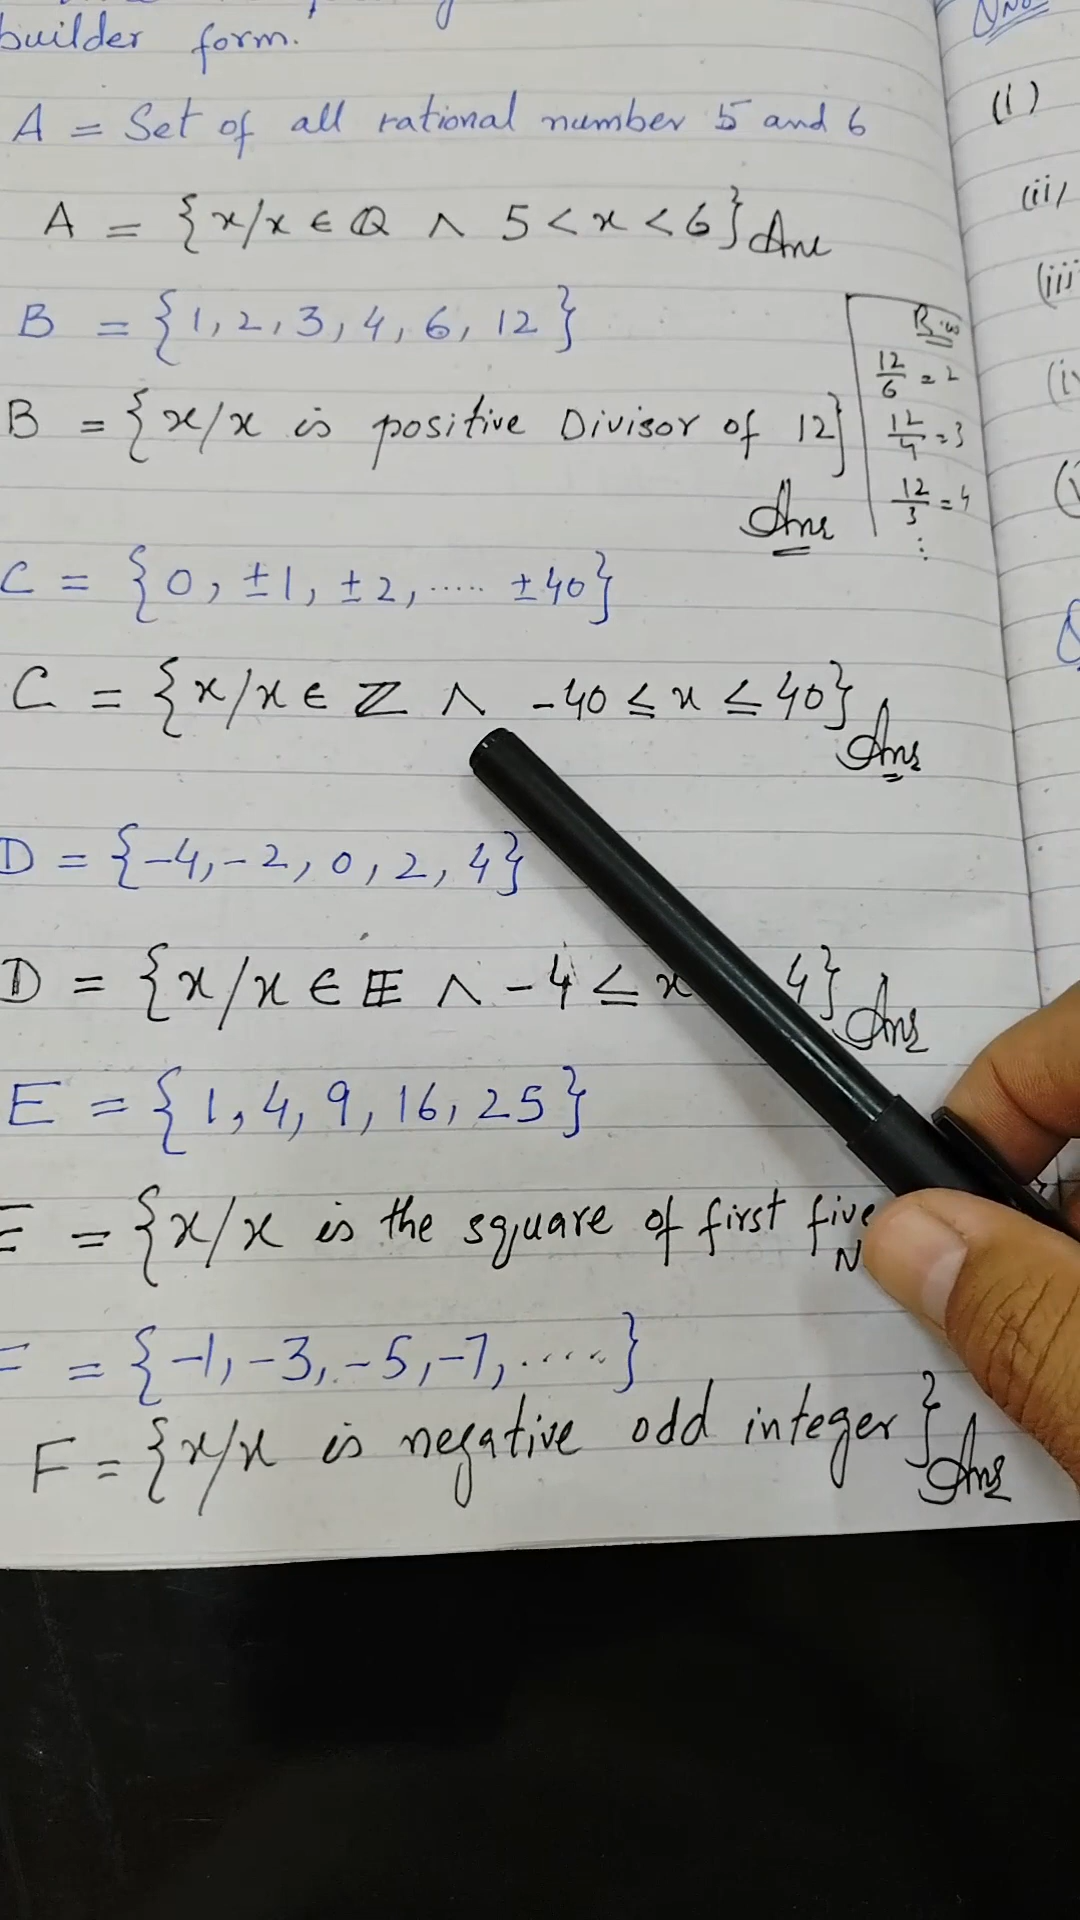 builder form.
A = Set of all rational number 5 and 6
A = {x/x ∈ Q ∧ 5 < x < 6} Ans
B = {1, 2, 3, 4, 6, 12}
B = {x/x is positive Divisor of 12}
Ans
12/6 = 2
12/4 = 3
12/3 = 4
⋮
C = {0, ±1, ±2, ..... ±40}
C = {x/x ∈ ℤ ∧ -40 ≤ x ≤ 40}
Ans
D = {-4, -2, 0, 2, 4}
D = {x/x ∈ E ∧ -4 ≤ x 4} Ans
E = {1, 4, 9, 16, 25}
= {x/x is the square of first five
N
= {-1, -3, -5, -7, .....}
F = {x/x is negative odd integer} Ans
(i)
(ii)
(iii
(iv